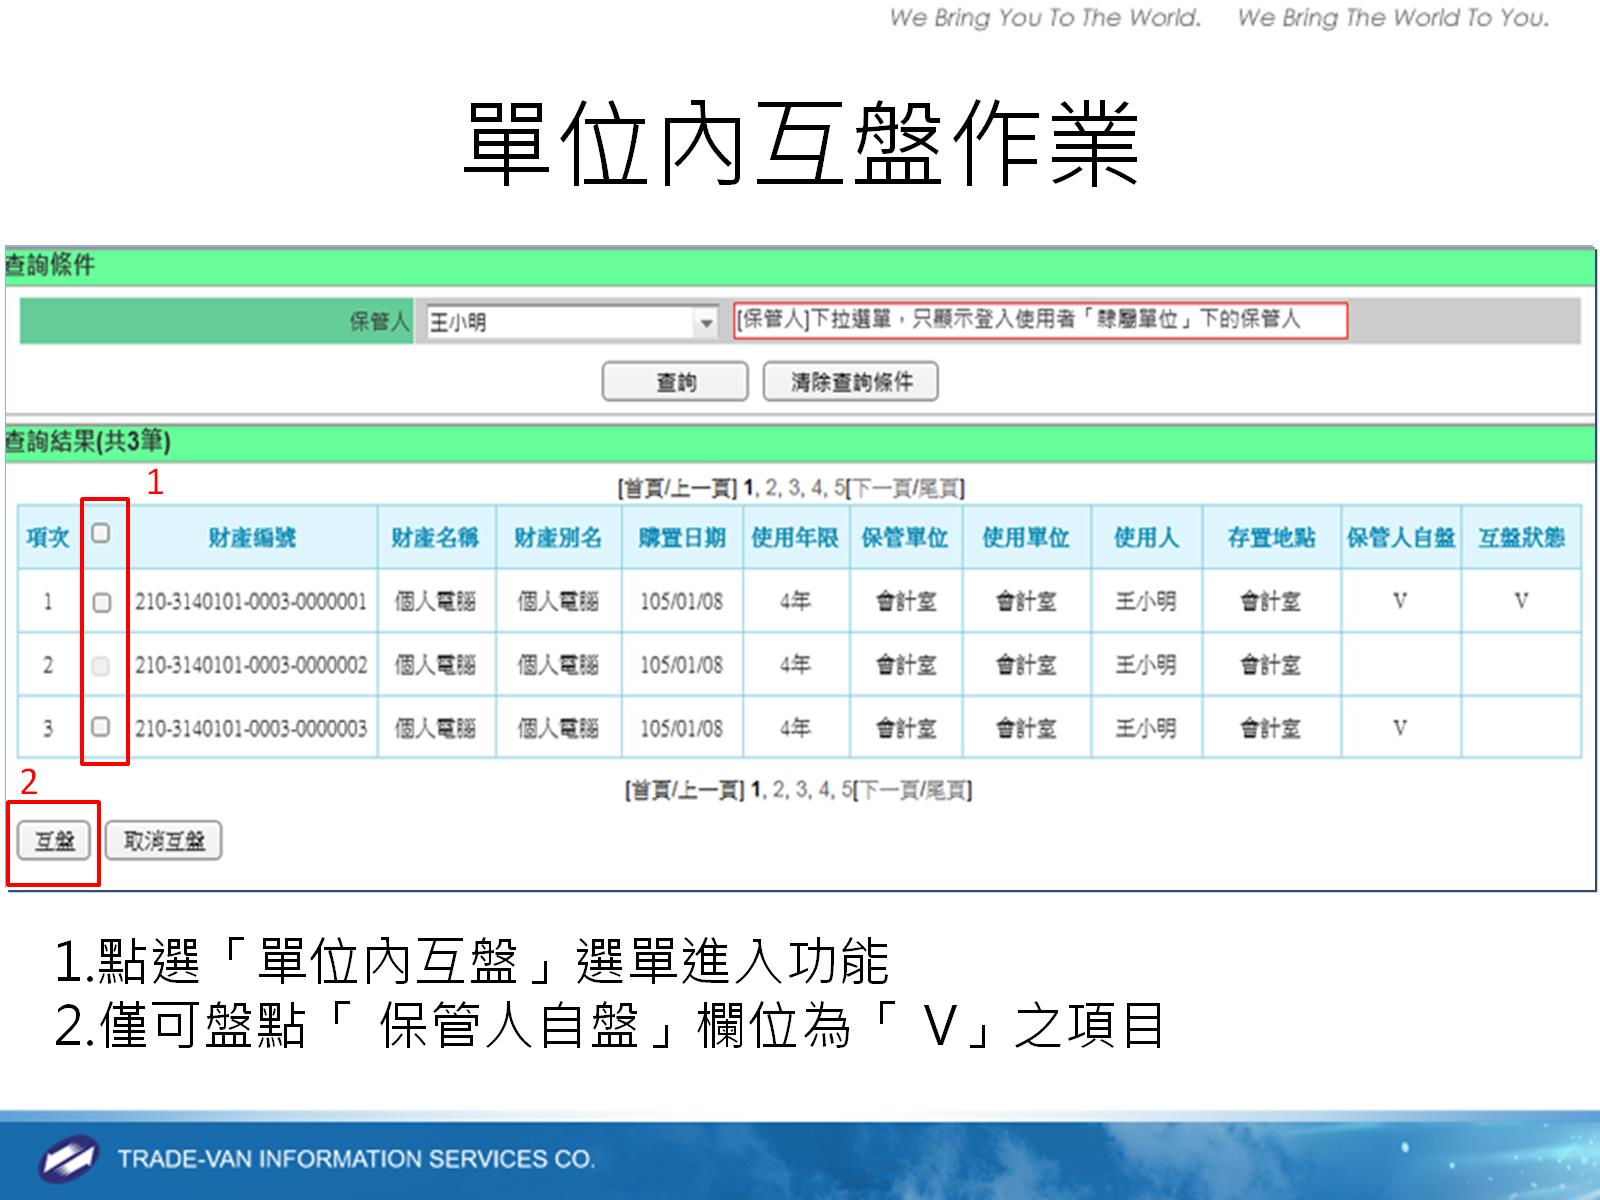 We Bring You To The World. We Bring The World To You.
單位內互盤作業
查詢條件
保管人 王小明 [保管人]下拉選單，只顯示登入使用者「隸屬單位」下的保管人
查詢 清除查詢條件
查詢結果(共3筆)
1
[首頁/上一頁] 1, 2, 3, 4, 5[下一頁/尾頁]
項次 財產編號 財產名稱 財產別名 購置日期 使用年限 保管單位 使用單位 使用人 存置地點 保管人自盤 互盤狀態
1 210-3140101-0003-0000001 個人電腦 個人電腦 105/01/08 4年 會計室 會計室 王小明 會計室 V V
2 210-3140101-0003-0000002 個人電腦 個人電腦 105/01/08 4年 會計室 會計室 王小明 會計室
3 210-3140101-0003-0000003 個人電腦 個人電腦 105/01/08 4年 會計室 會計室 王小明 會計室 V
2
[首頁/上一頁] 1, 2, 3, 4, 5[下一頁/尾頁]
互盤 取消互盤
1.點選「單位內互盤」選單進入功能
2.僅可盤點「 保管人自盤」欄位為「 V」之項目
TRADE-VAN INFORMATION SERVICES CO.